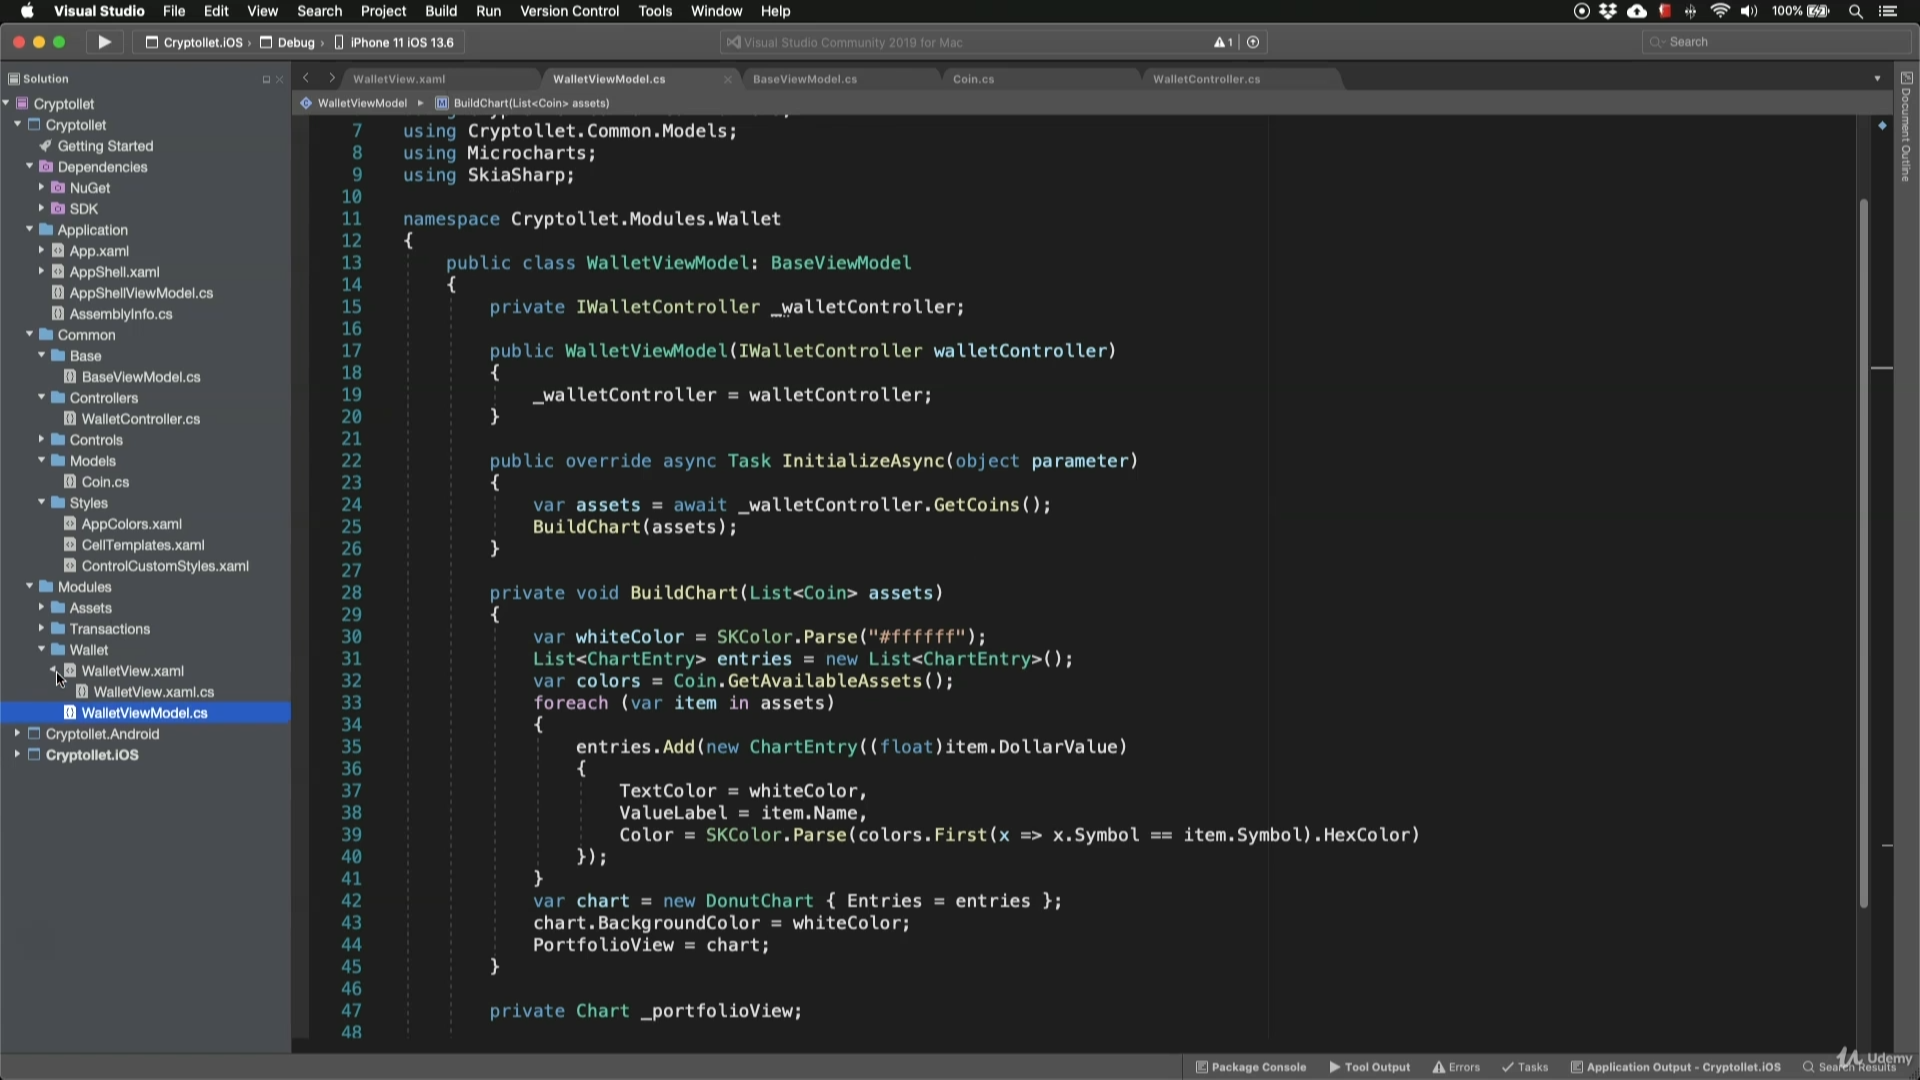 Visual Studio File Edit View Search Project Build Run Version Control Tools Window Help 100%
Cryptollet.iOS › Debug › iPhone 11 iOS 13.6 Visual Studio Community 2019 for Mac 1 Search
Solution
WalletView.xaml WalletViewModel.cs BaseViewModel.cs Coin.cs WalletController.cs
WalletViewModel BuildChart(List<Coin> assets)
Document Outline
Cryptollet
Cryptollet
Getting Started
Dependencies
NuGet
SDK
Application
App.xaml
AppShell.xaml
AppShellViewModel.cs
AssemblyInfo.cs
Common
Base
BaseViewModel.cs
Controllers
WalletController.cs
Controls
Models
Coin.cs
Styles
AppColors.xaml
CellTemplates.xaml
ControlCustomStyles.xaml
Modules
Assets
Transactions
Wallet
WalletView.xaml
WalletView.xaml.cs
WalletViewModel.cs
Cryptollet.Android
Cryptollet.iOS
7 using Cryptollet.Common.Models;
8 using Microcharts;
9 using SkiaSharp;
10
11 namespace Cryptollet.Modules.Wallet
12 {
13 public class WalletViewModel: BaseViewModel
14 {
15 private IWalletController _walletController;
16
17 public WalletViewModel(IWalletController walletController)
18 {
19 _walletController = walletController;
20 }
21
22 public override async Task InitializeAsync(object parameter)
23 {
24 var assets = await _walletController.GetCoins();
25 BuildChart(assets);
26 }
27
28 private void BuildChart(List<Coin> assets)
29 {
30 var whiteColor = SKColor.Parse("#ffffff");
31 List<ChartEntry> entries = new List<ChartEntry>();
32 var colors = Coin.GetAvailableAssets();
33 foreach (var item in assets)
34 {
35 entries.Add(new ChartEntry((float)item.DollarValue)
36 {
37 TextColor = whiteColor,
38 ValueLabel = item.Name,
39 Color = SKColor.Parse(colors.First(x => x.Symbol == item.Symbol).HexColor)
40 });
41 }
42 var chart = new DonutChart { Entries = entries };
43 chart.BackgroundColor = whiteColor;
44 PortfolioView = chart;
45 }
46
47 private Chart _portfolioView;
48
Package Console Tool Output Errors Tasks Application Output - Cryptollet.iOS Search Results
Udemy